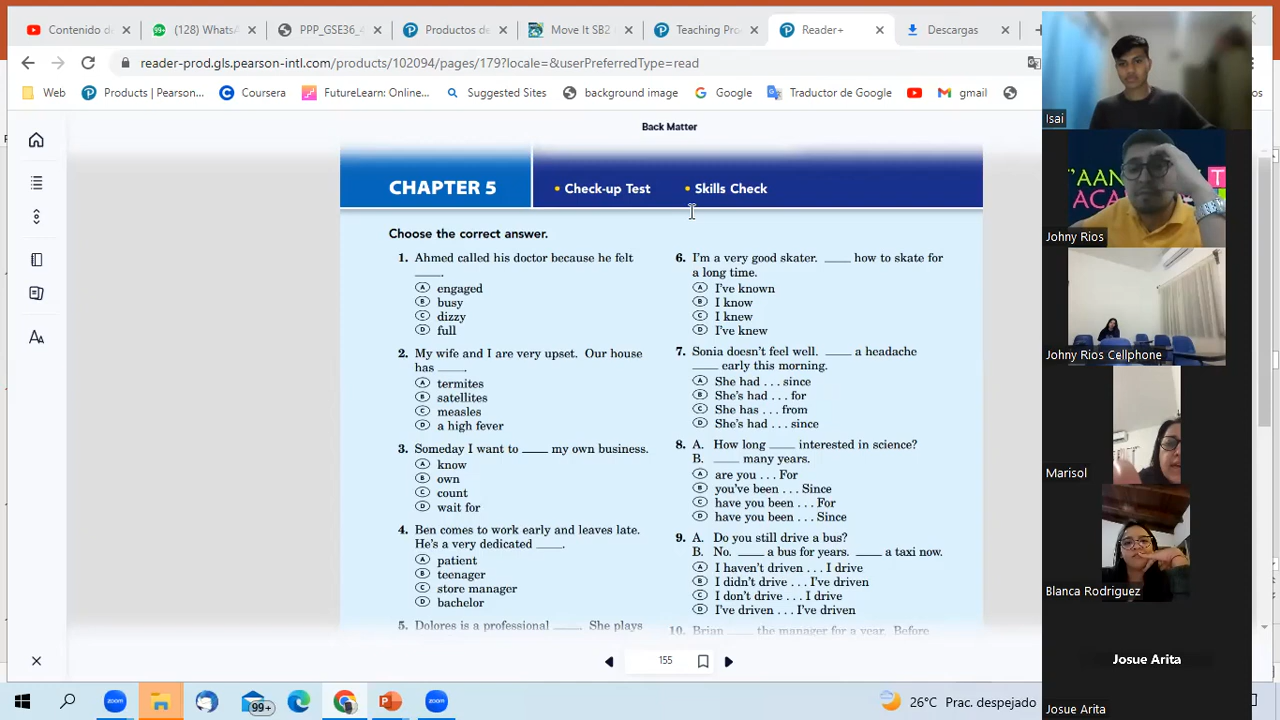 Contenido d
(128) WhatsA
PPP_GSE36_
Productos de
Move It SB2
Teaching Pro
Reader+
Descargas
reader-prod.gls.pearson-intl.com/products/102094/pages/179?locale=&userPreferredType=read
Web
Products | Pearson...
Coursera
FutureLearn: Onlin...
Suggested Sites
background image
Google
Traductor de Google
gmail
Back Matter
CHAPTER 5
• Check-up Test
• Skills Check
Choose the correct answer.
1. Ahmed called his doctor because he felt
____.
A engaged
B busy
C dizzy
D full
2. My wife and I are very upset. Our house
has ____.
A termites
B satellites
C measles
D a high fever
3. Someday I want to ____ my own business.
A know
B own
C count
D wait for
4. Ben comes to work early and leaves late.
He's a very dedicated ____.
A patient
B teenager
C store manager
D bachelor
5. Dolores is a professional ____. She plays
6. I'm a very good skater. ____ how to skate for
a long time.
A I've known
B I know
C I knew
D I've knew
7. Sonia doesn't feel well. ____ a headache
____ early this morning.
A She had . . . since
B She's had . . . for
C She has . . . from
D She's had . . . since
8. A. How long ____ interested in science?
B. ____ many years.
A are you . . . For
B you've been . . . Since
C have you been . . . For
D have you been . . . Since
9. A. Do you still drive a bus?
B. No. ____ a bus for years. ____ a taxi now.
A I haven't driven . . . I drive
B I didn't drive . . . I've driven
C I don't drive . . . I drive
D I've driven . . . I've driven
10. Brian ____ the manager for a year. Before
155
Isai
Johny Rios
Johny Rios Cellphone
Marisol
Blanca Rodriguez
Josue Arita
Josue Arita
99+
26°C Prac. despejado